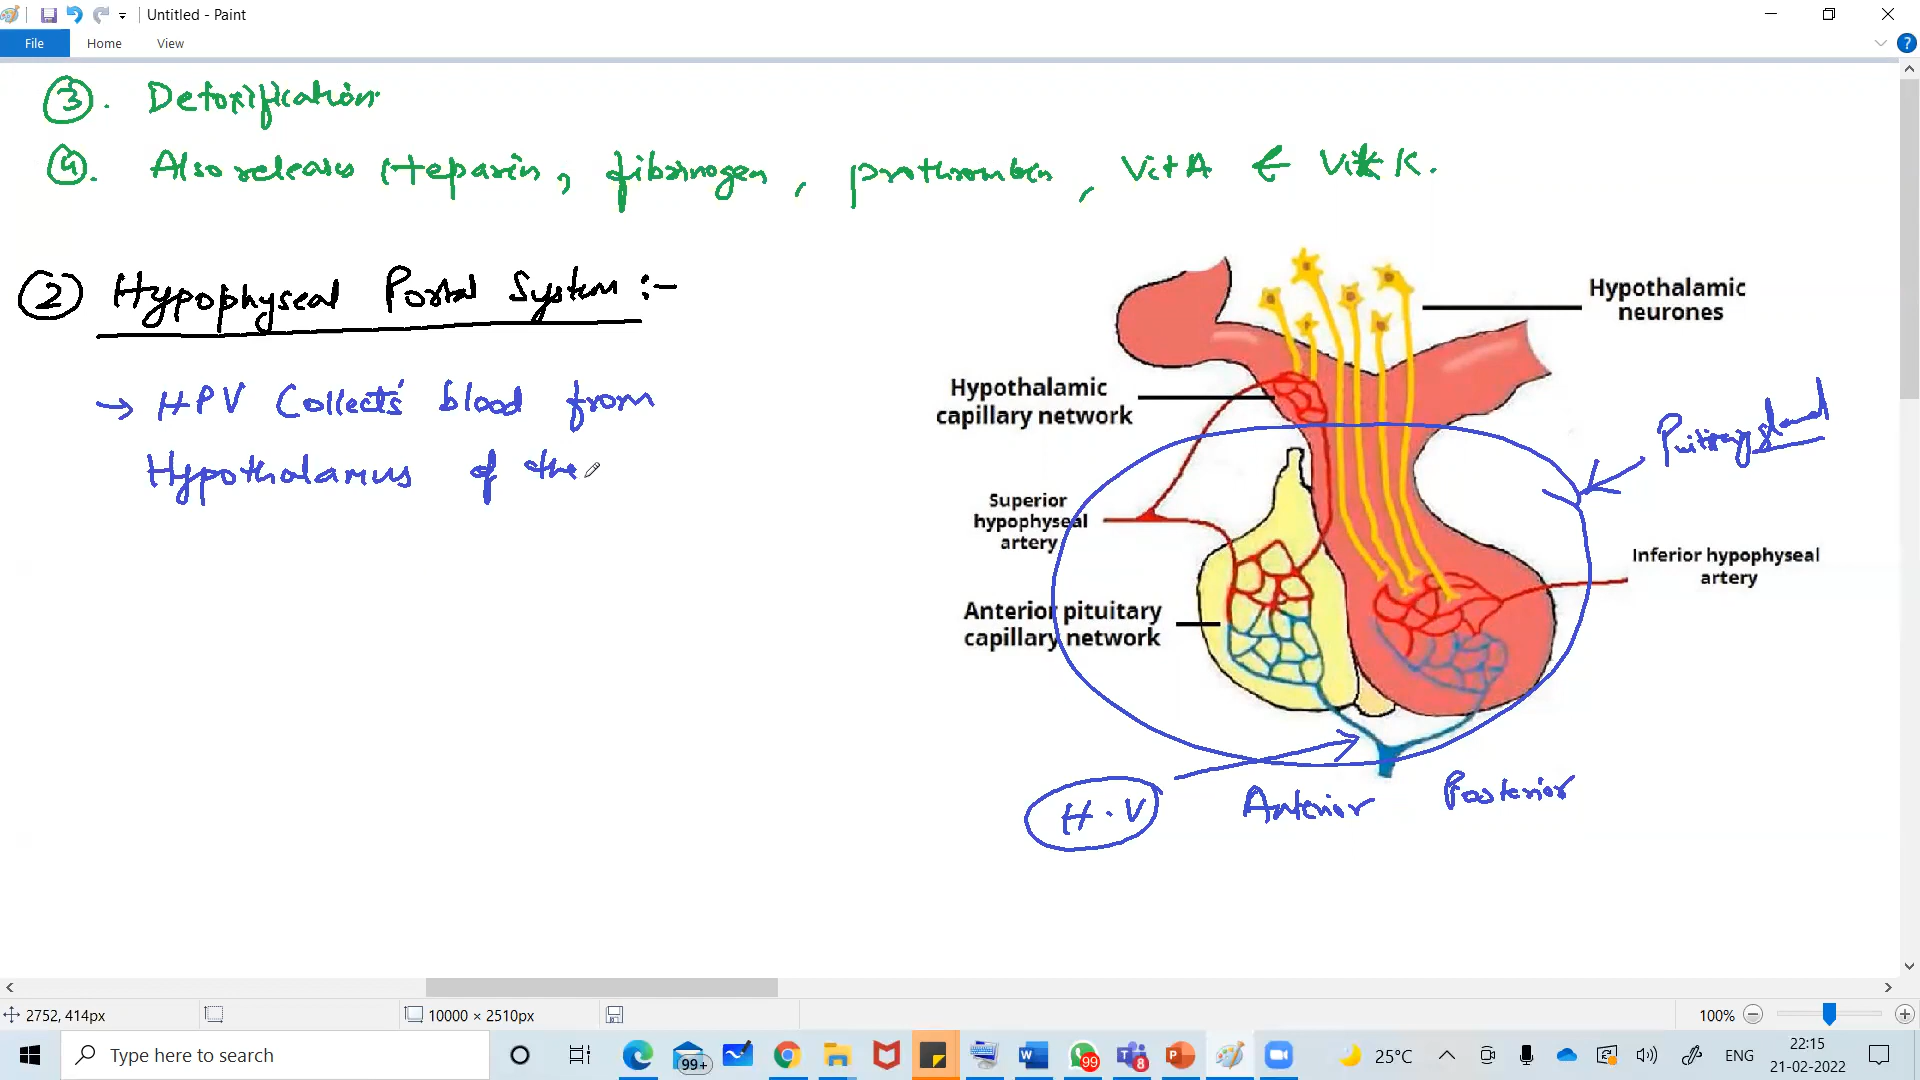 Untitled - Paint
File Home View
③. Detoxification
④. Also releases Heparin, fibrinogen, prothrombin, Vit A & Vit K.
② Hypophyseal Portal System :-
→ HPV Collects blood from
Hypothalamus of the
Hypothalamic
neurones
Hypothalamic
capillary network
Superior
hypophyseal
artery
Anterior pituitary
capillary network
Inferior hypophyseal
artery
gland
H.V
Anterior
Posterior
2752, 414px
10000 × 2510px
100%
Type here to search
99+
99
8
25°C
ENG
22:15
21-02-2022